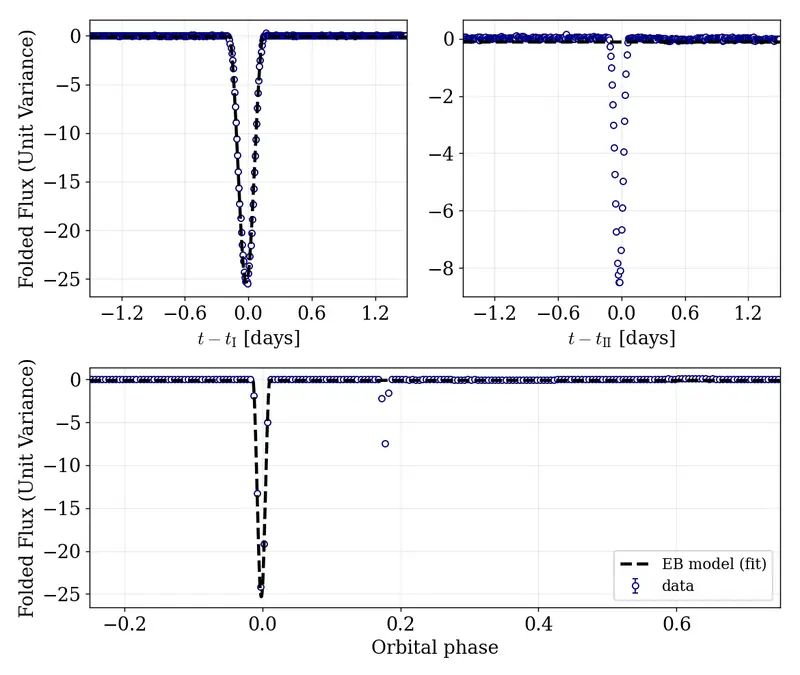 Folded Flux (Unit Variance)
0
−5
−10
−15
−20
−25
−1.2 −0.6 0.0 0.6 1.2
t − t_I [days]
0
−2
−4
−6
−8
−1.2 −0.6 0.0 0.6 1.2
t − t_II [days]
Folded Flux (Unit Variance)
0
−5
−10
−15
−20
−25
−0.2 0.0 0.2 0.4 0.6
Orbital phase
EB model (fit)
data